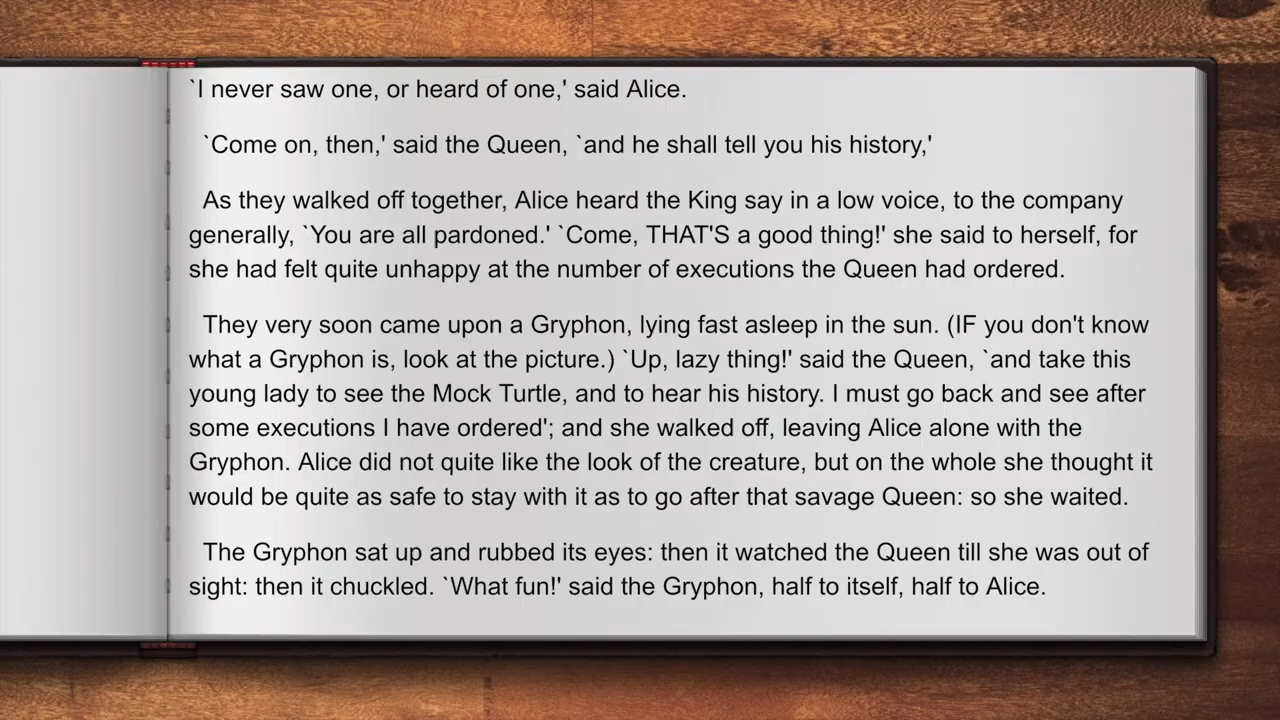 `I never saw one, or heard of one,' said Alice.
`Come on, then,' said the Queen, `and he shall tell you his history,'
As they walked off together, Alice heard the King say in a low voice, to the company
generally, `You are all pardoned.' `Come, THAT'S a good thing!' she said to herself, for
she had felt quite unhappy at the number of executions the Queen had ordered.
They very soon came upon a Gryphon, lying fast asleep in the sun. (IF you don't know
what a Gryphon is, look at the picture.) `Up, lazy thing!' said the Queen, `and take this
young lady to see the Mock Turtle, and to hear his history. I must go back and see after
some executions I have ordered'; and she walked off, leaving Alice alone with the
Gryphon. Alice did not quite like the look of the creature, but on the whole she thought it
would be quite as safe to stay with it as to go after that savage Queen: so she waited.
The Gryphon sat up and rubbed its eyes: then it watched the Queen till she was out of
sight: then it chuckled. `What fun!' said the Gryphon, half to itself, half to Alice.